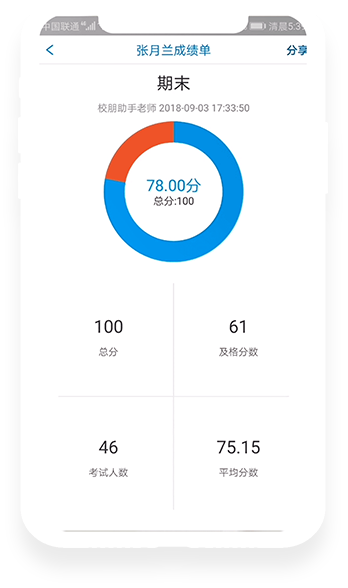 中国联通 清晨5:3
张月兰成绩单 分享
期末
校朋助手老师 2018-09-03 17:33:50
78.00分
总分:100
100 61
总分 及格分数
46 75.15
考试人数 平均分数